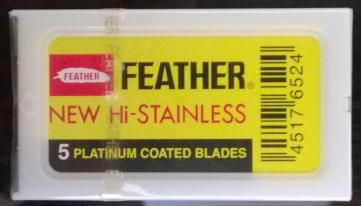 FEATHER
FEATHER®
NEW Hi-STAINLESS
5 PLATINUM COATED BLADES
4517 6524